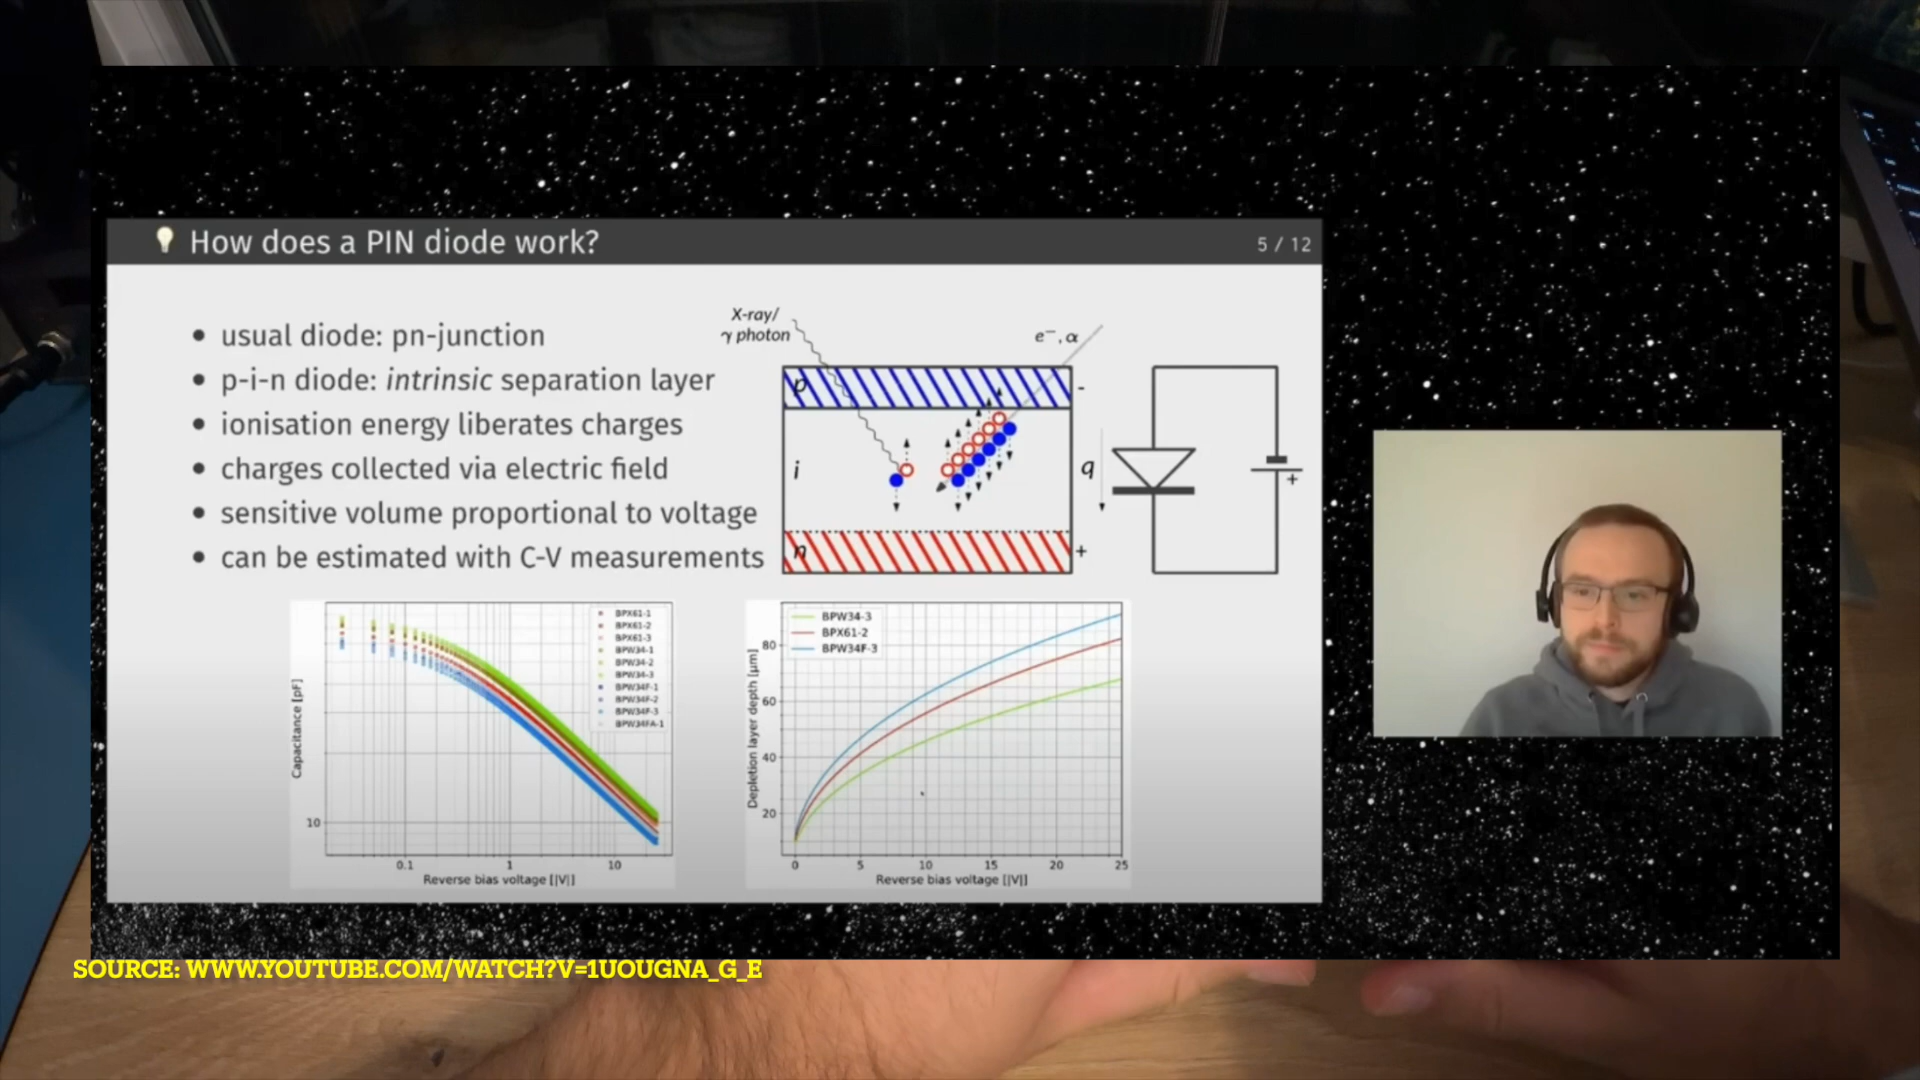 How does a PIN diode work?
5 / 12
usual diode: pn-junction
p-i-n diode: intrinsic separation layer
ionisation energy liberates charges
charges collected via electric field
sensitive volume proportional to voltage
can be estimated with C-V measurements
X-ray/
γ photon
e⁻, α
p
-
i
q
+
n
+
BPX61-1
BPX61-2
BPX61-3
BPW34-1
BPW34-2
BPW34-3
BPW34F-1
BPW34F-2
BPW34F-3
BPW34FA-1
Capacitance [pF]
10
0.1
1
10
Reverse bias voltage [|V|]
BPW34-3
BPX61-2
BPW34F-3
Depletion layer depth [μm]
80
60
40
20
0
5
10
15
20
25
Reverse bias voltage [|V|]
SOURCE: WWW.YOUTUBE.COM/WATCH?V=1UOUGNA_G_E